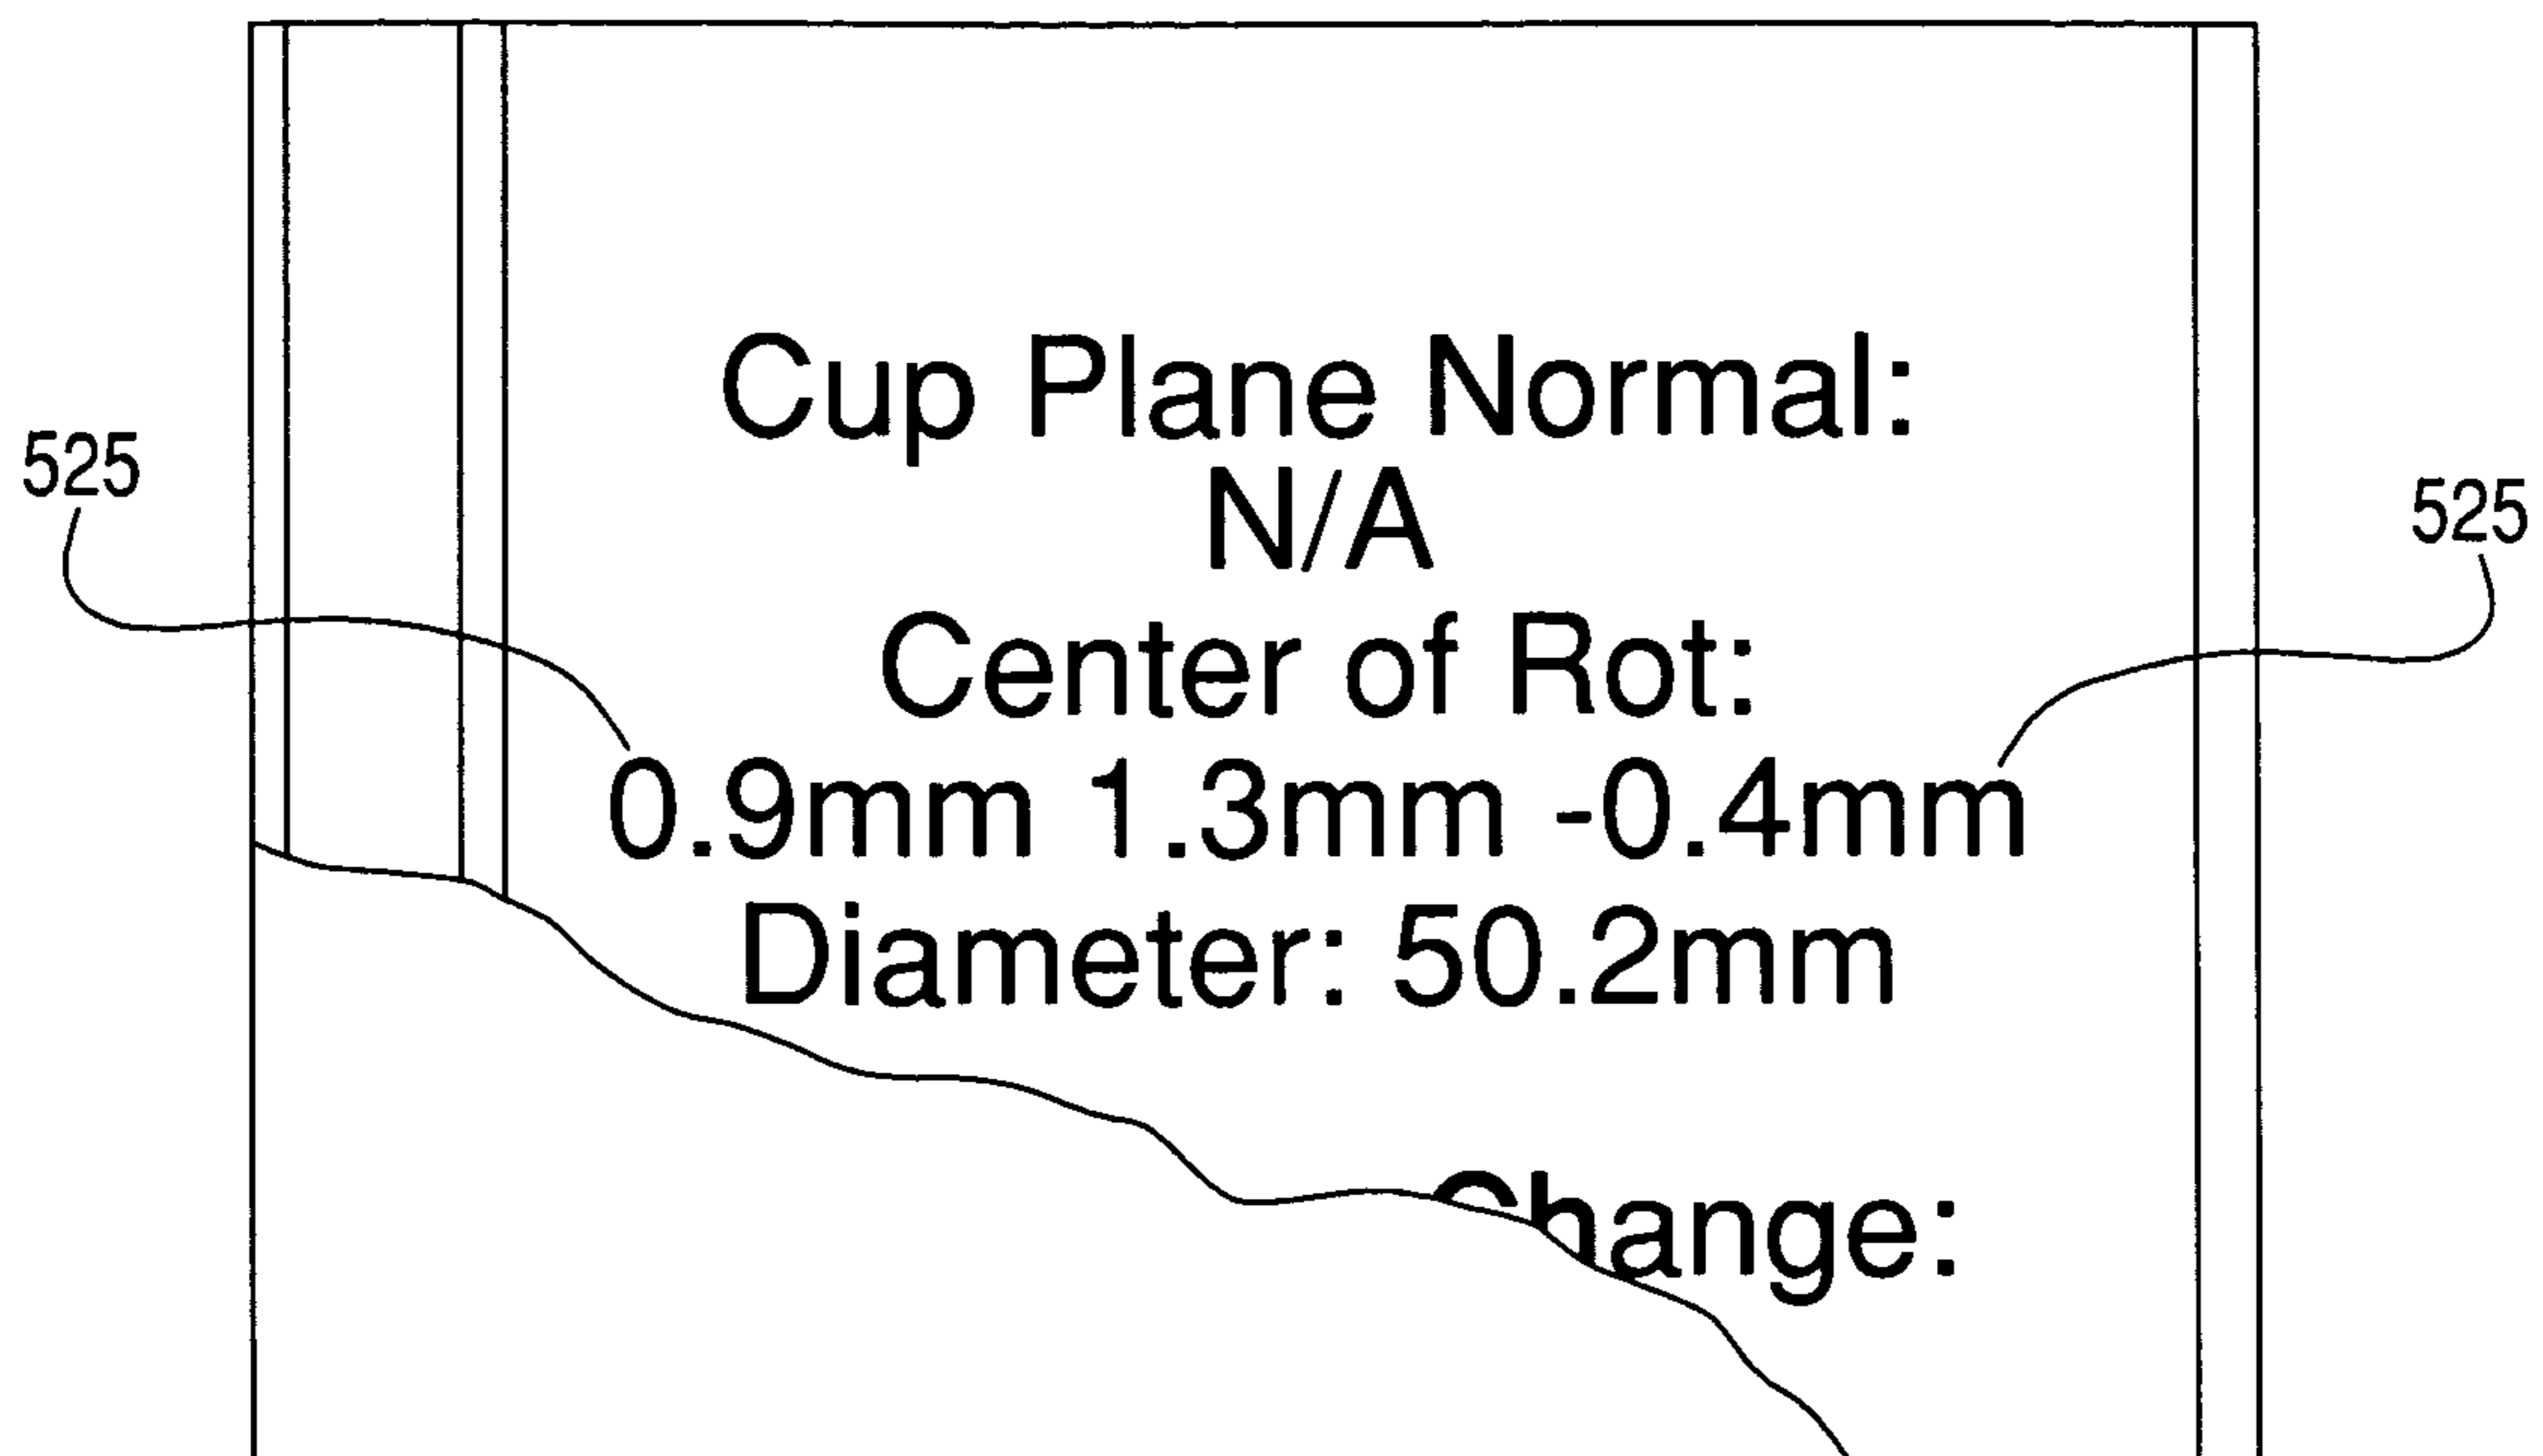 Cup Plane Normal:
525
N/A
525
Center of Rot:
0.9mm 1.3mm -0.4mm
Diameter: 50.2mm
Change: